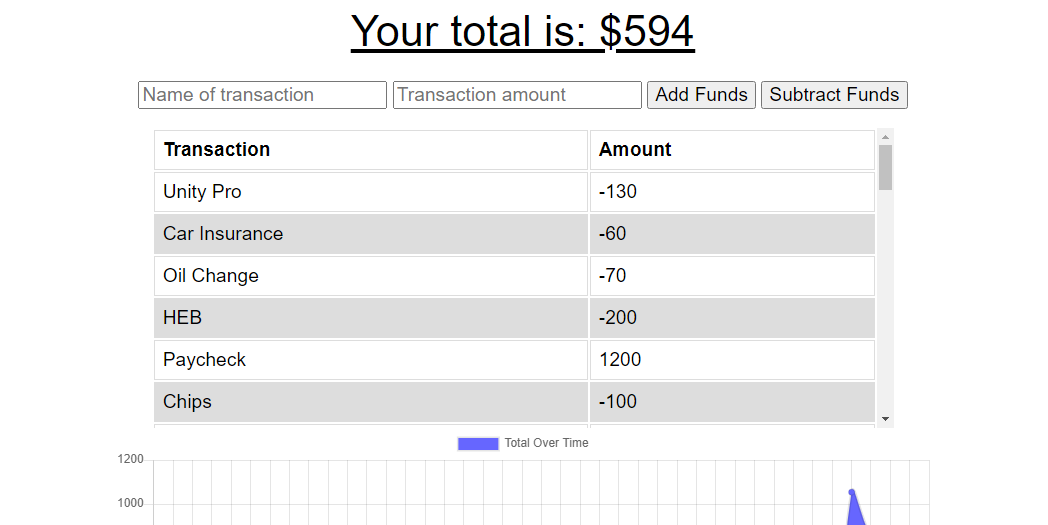 Your total is: $594
Name of transaction Transaction amount Add Funds Subtract Funds
Transaction Amount
Unity Pro -130
Car Insurance -60
Oil Change -70
HEB -200
Paycheck 1200
Chips -100
Total Over Time
1200
1000